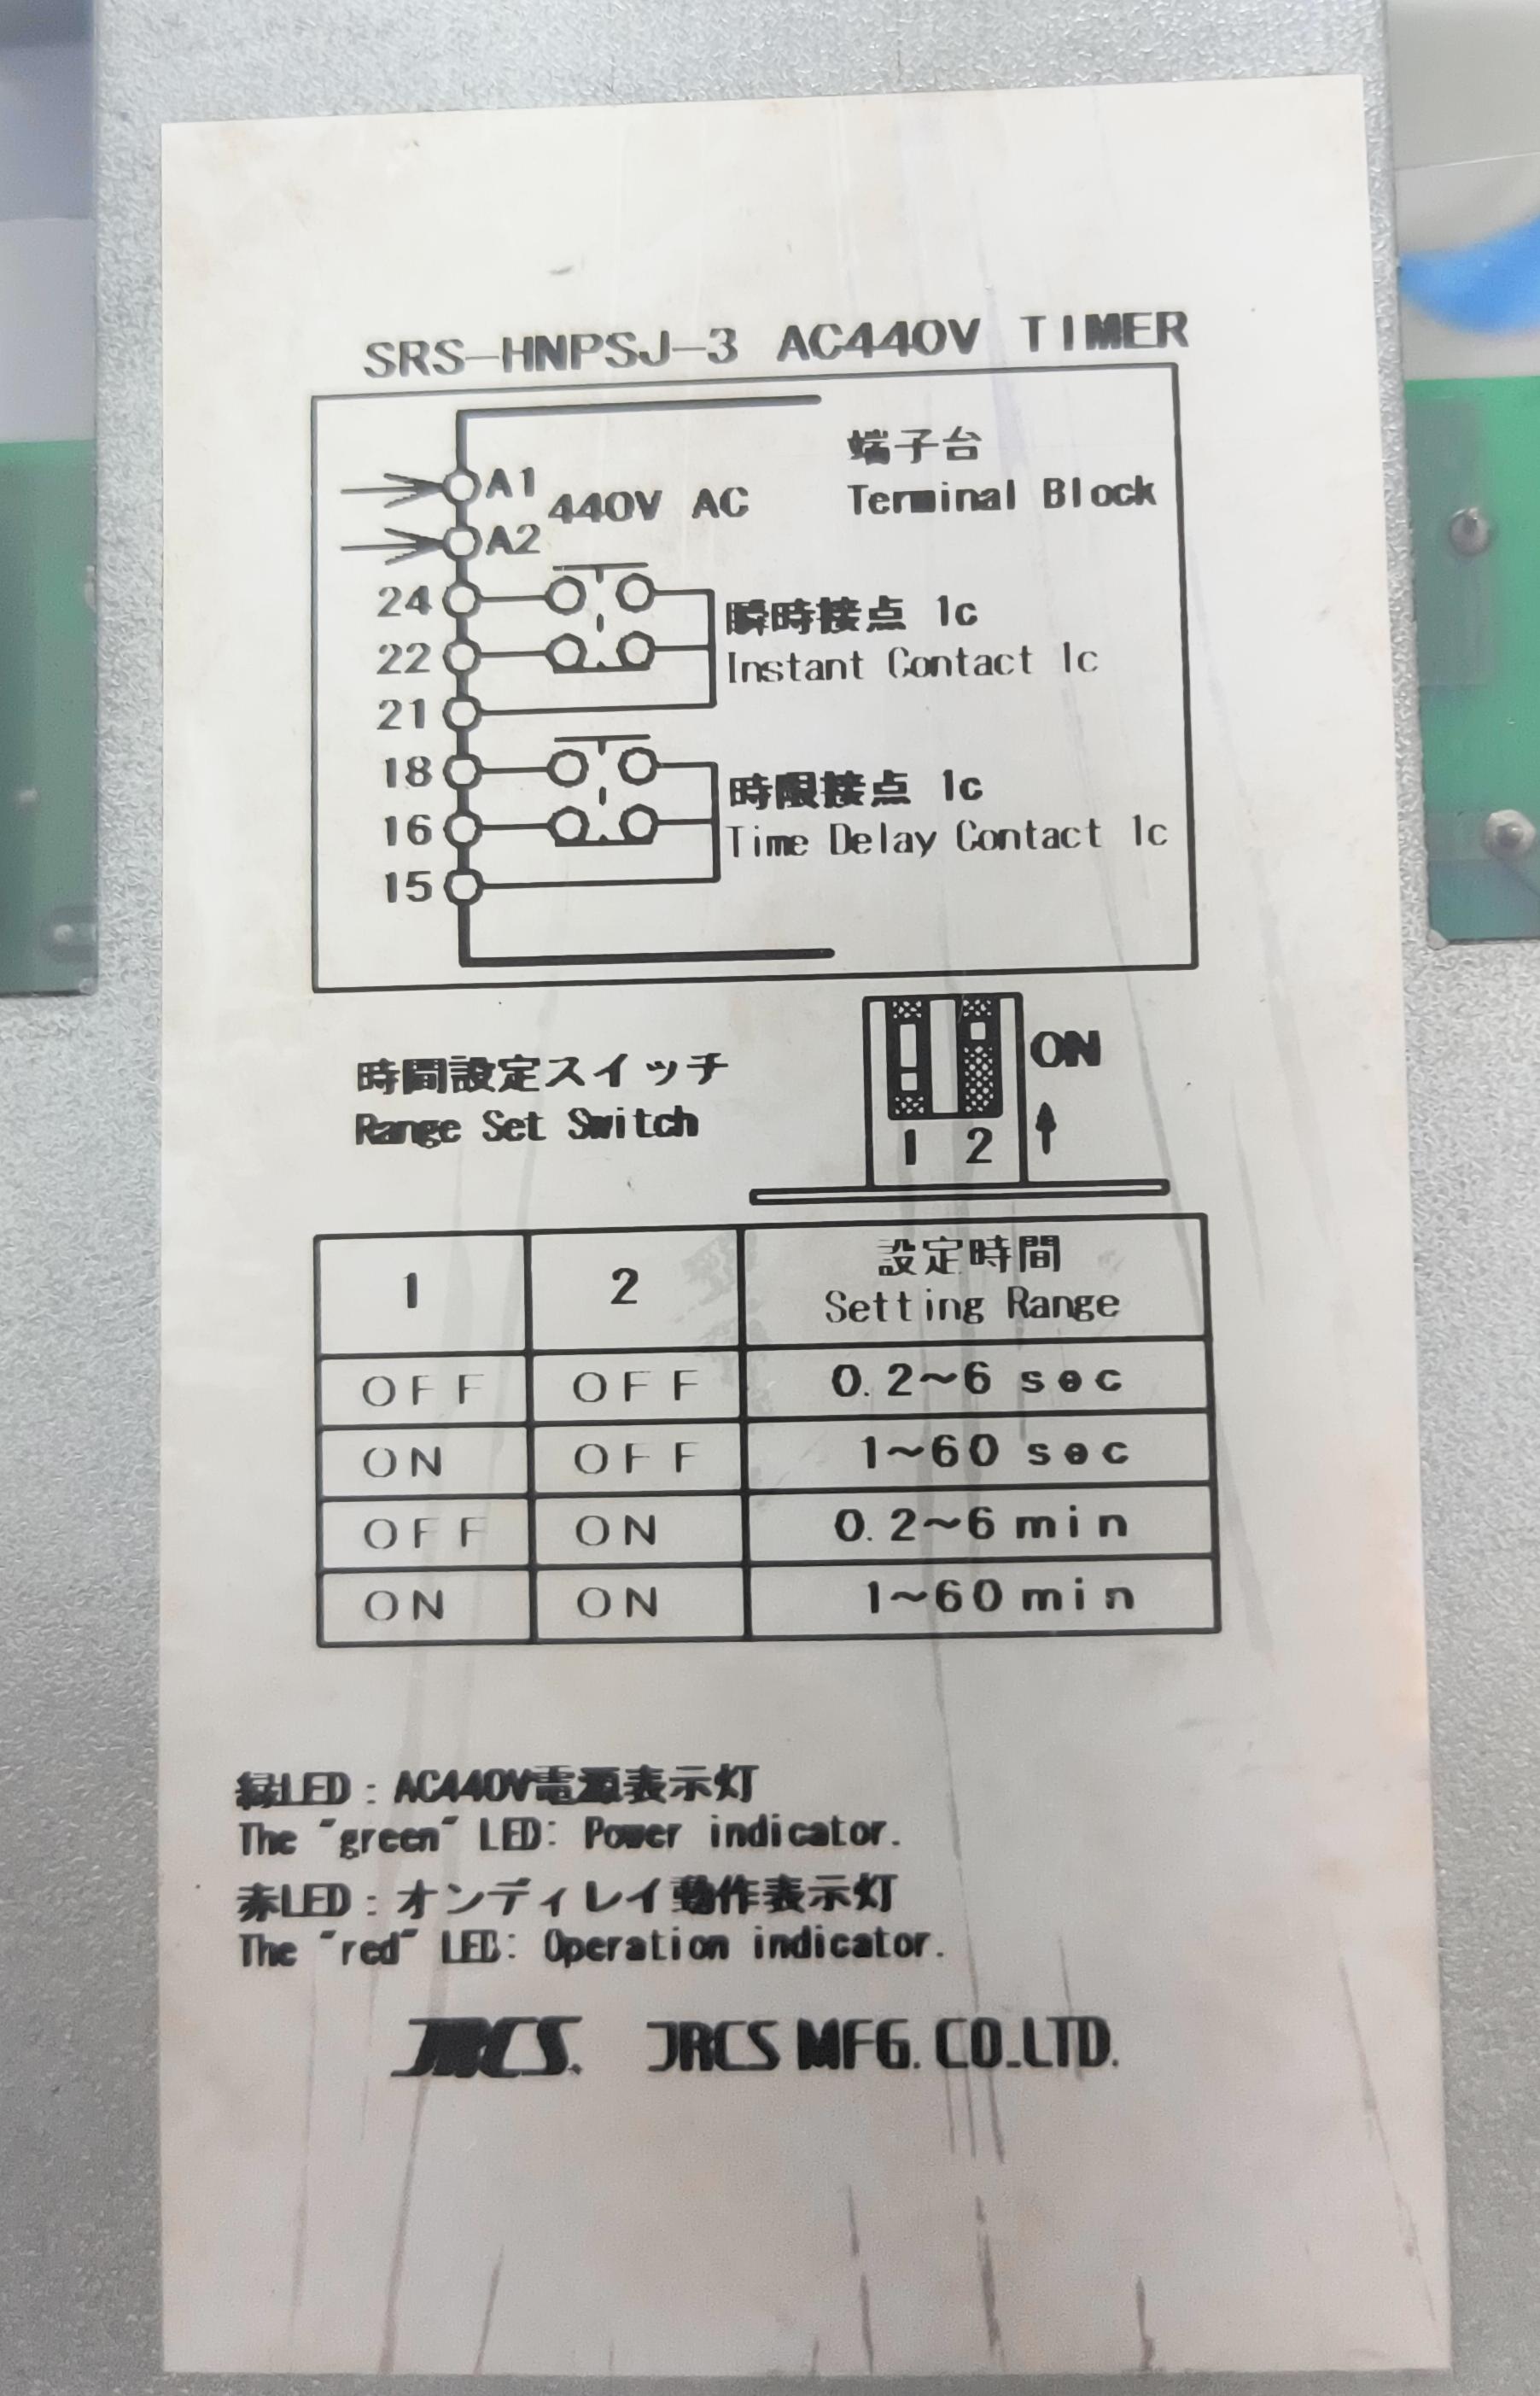 SRS-HNPSJ-3 AC440V TIMER
端子台
Terminal Block
A1
440V AC
A2
24
22
21
瞬時接点 1c
Instant Contact 1c
18
16
15
時限接点 1c
Time Delay Contact 1c
時間設定スイッチ
Range Set Switch
ON
1 2
1 2 設定時間
Setting Range
OFF OFF 0.2~6 sec
ON OFF 1~60 sec
OFF ON 0.2~6 min
ON ON 1~60 min
緑LED : AC440V電源表示灯
The "green" LED: Power indicator.
赤LED : オンディレイ動作表示灯
The "red" LED: Operation indicator.
JRCS. JRCS MFG. CO.LTD.